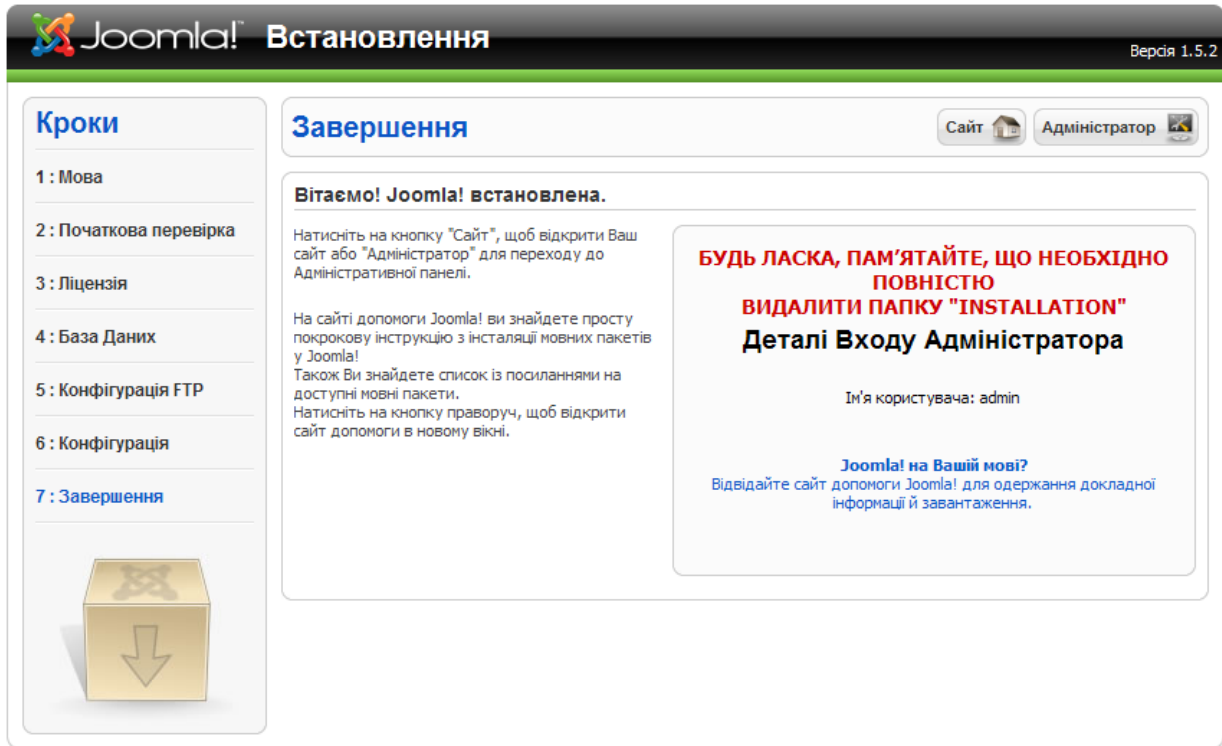 Joomla!™ Встановлення
Версія 1.5.2
Кроки
1 : Мова
2 : Початкова перевірка
3 : Ліцензія
4 : База Даних
5 : Конфігурація FTP
6 : Конфігурація
7 : Завершення
Завершення
Сайт
Адміністратор
Вітаємо! Joomla! встановлена.
Натисніть на кнопку "Сайт", щоб відкрити Ваш
сайт або "Адміністратор" для переходу до
Адміністративної панелі.
На сайті допомоги Joomla! ви знайдете просту
покрокову інструкцію з інсталяції мовних пакетів
у Joomla!
Також Ви знайдете список із посиланнями на
доступні мовні пакети.
Натисніть на кнопку праворуч, щоб відкрити
сайт допомоги в новому вікні.
БУДЬ ЛАСКА, ПАМ’ЯТАЙТЕ, ЩО НЕОБХІДНО
ПОВНІСТЮ
ВИДАЛИТИ ПАПКУ "INSTALLATION"
Деталі Входу Адміністратора
Ім'я користувача: admin
Joomla! на Вашій мові?
Відвідайте сайт допомоги Joomla! для одержання докладної
інформації й завантаження.